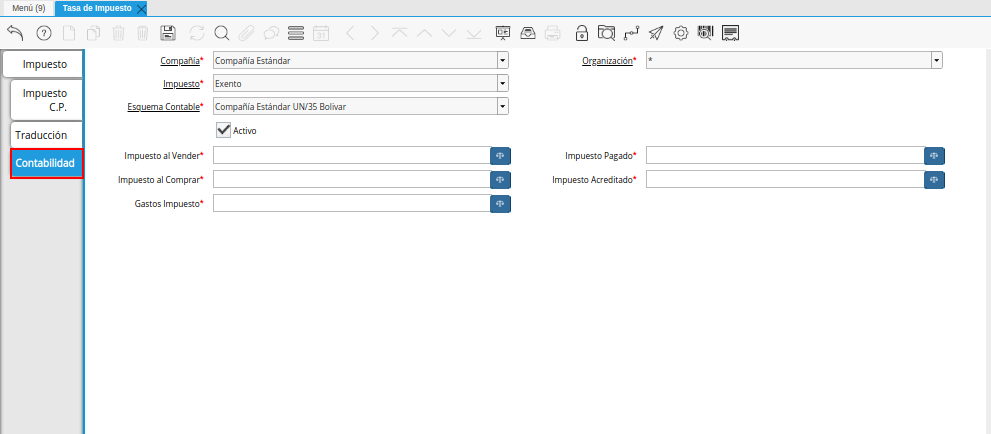 Menú (9)
Tasa de Impuesto
Impuesto
Impuesto
C.P.
Traducción
Contabilidad
Compañía* Compañía Estándar
Organización* *
Impuesto* Exento
Esquema Contable* Compañía Estándar UN/35 Bolivar
Activo
Impuesto al Vender*
Impuesto Pagado*
Impuesto al Comprar*
Impuesto Acreditado*
Gastos Impuesto*